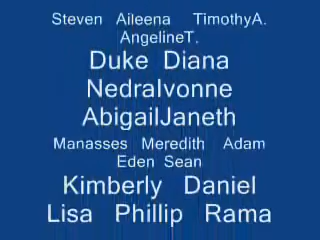 Steven Aileena TimothyA.
AngelineT.
Duke Diana
NedraIvonne
AbigailJaneth
Manasses Meredith Adam
Eden Sean
Kimberly Daniel
Lisa Phillip Rama